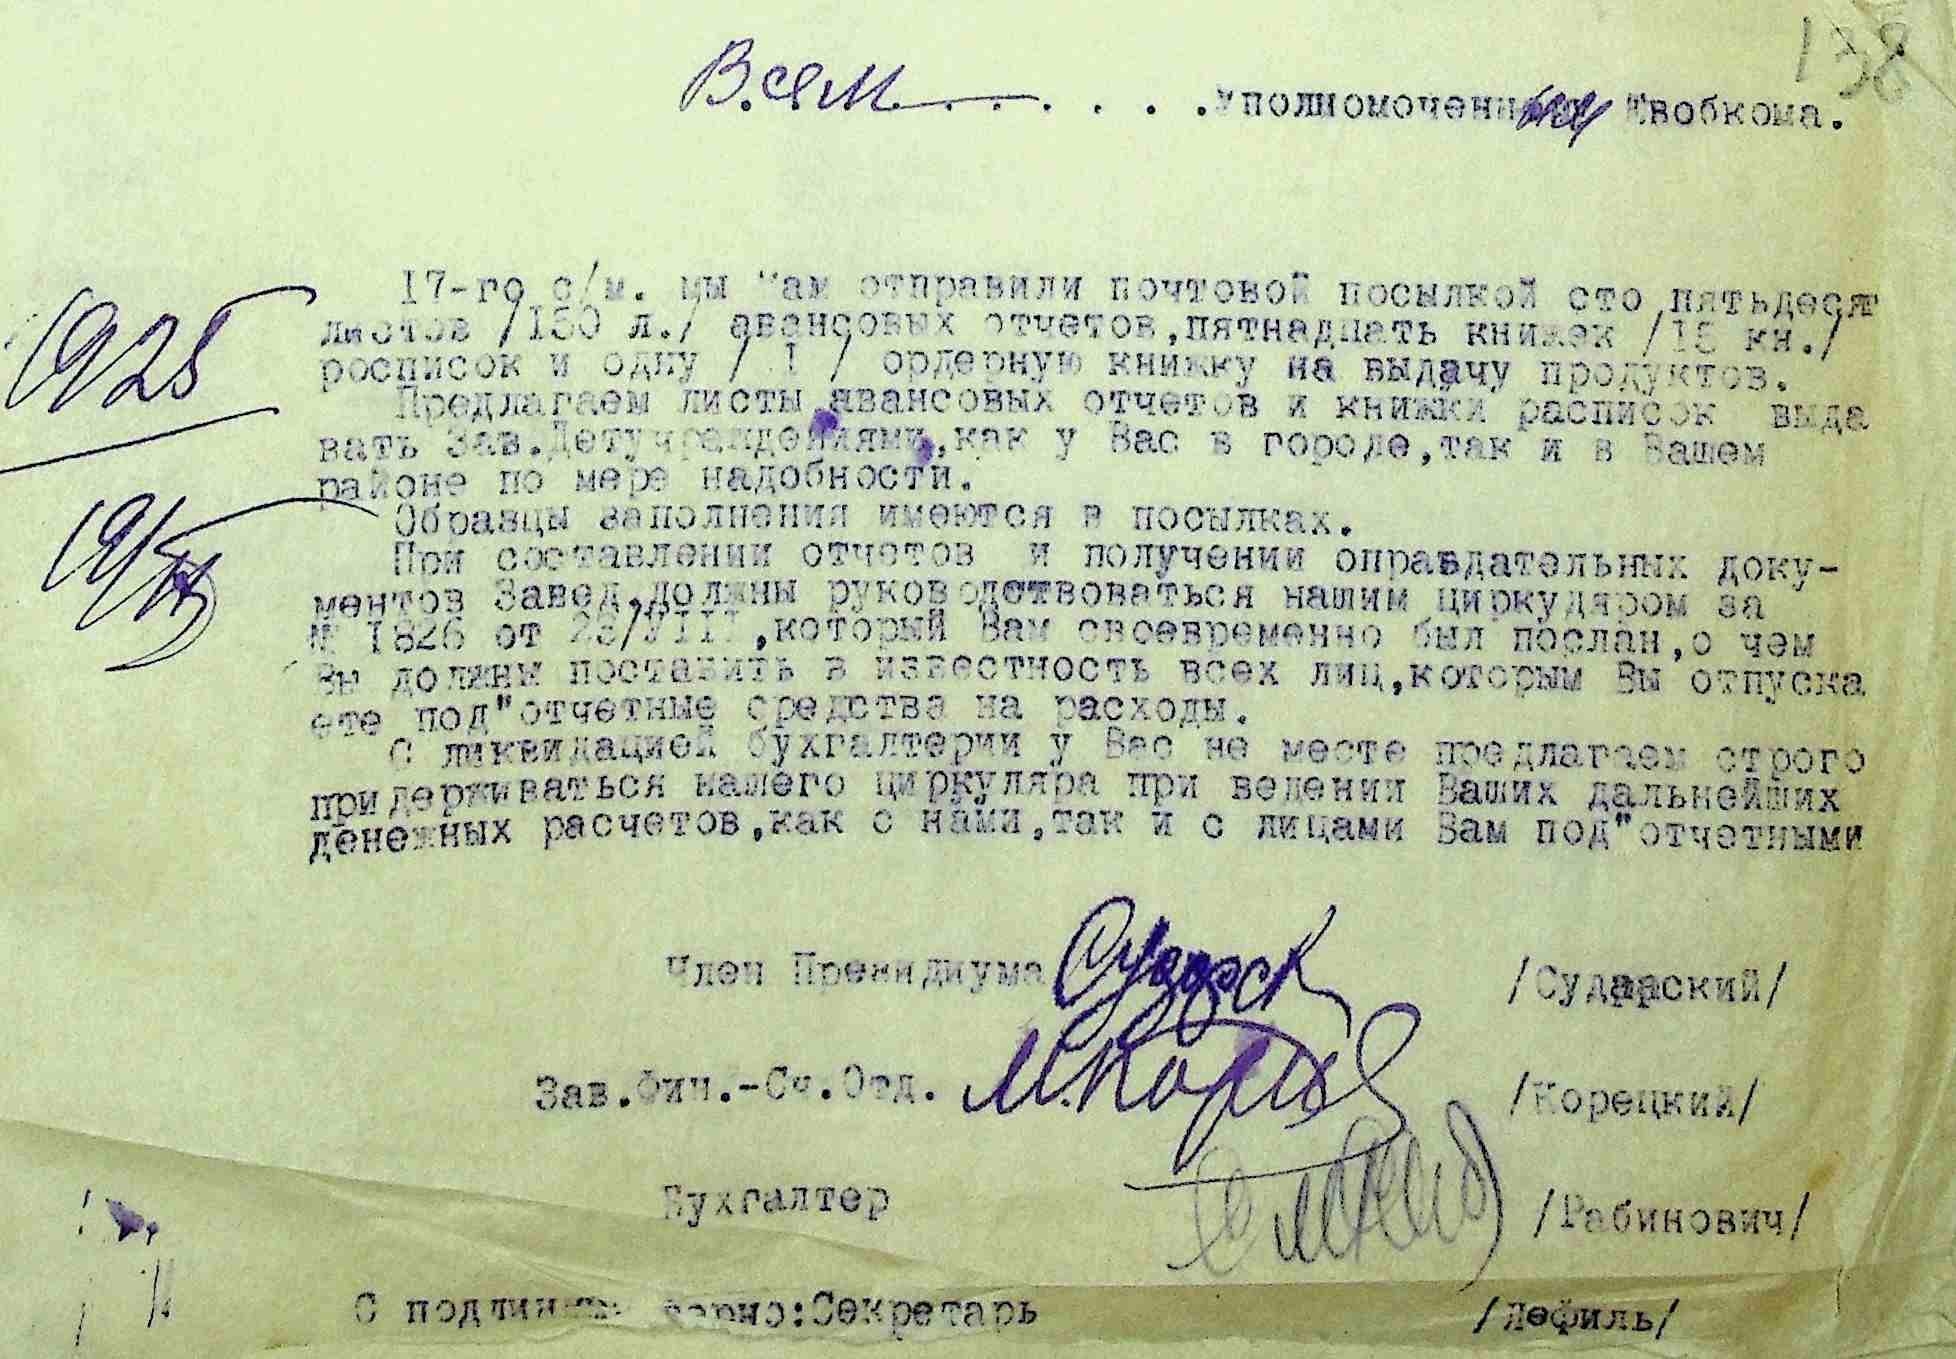 138
Всем . . . . Уполномоченным Евобкома.
17-го с/м. мы Вам отправили почтовой посылкой сто пятьдесят
1925
листов /150 л./ авансовых отчетов,пятнадцать книжек /15 кн./
росписок и одну / 1 / ордерную книжку на выдачу продуктов.
Предлагаем листы авансовых отчетов и книжки расписок выда
вать Зав.Детучреждениями,как у Вас в городе,так и в Вашем
районе по мере надобности.
Образцы заполнения имеются в посылках.
При составлении отчетов и получении оправдательных доку-
ментов Завед,должны руководствоваться нашим циркуляром за
№ 1826 от 23/VIII,который Вам своевременно был послан,о чем
Вы должны поставить в известность всех лиц,которым Вы отпуска
ете под"отчетные средства на расходы.
С ликвидацией бухгалтерии у Вас не месте предлагаем строго
придерживаться нашего циркуляра при ведении Ваших дальнейших
денежных расчетов,как с нами,так и с лицами Вам под"отчетными
Член Президиума /Сударский/
Зав.Фин.-Сч.Отд. М.Корец /Корецкий/
Бухгалтер /Рабинович/
С подлинным верно:Секретарь /Лефиль/